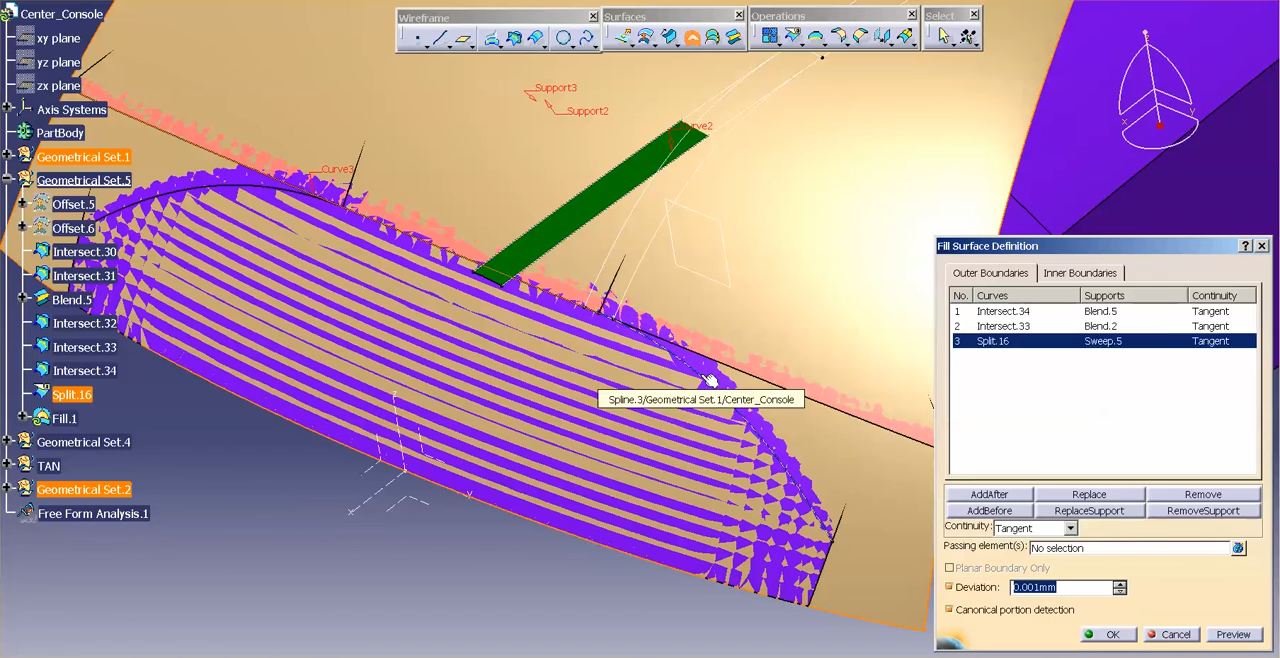 Center_Console
xy plane
yz plane
zx plane
Axis Systems
PartBody
Geometrical Set.1
Geometrical Set.5
Offset.5
Offset.6
Intersect.30
Intersect.31
Blend.5
Intersect.32
Intersect.33
Intersect.34
Split.16
Fill.1
Geometrical Set.4
TAN
Geometrical Set.2
Free Form Analysis.1
Wireframe
Surfaces
Operations
Select
Support3
Support2
Curve3
Spline.3/Geometrical Set.1/Center_Console
z
x
y
Fill Surface Definition
Outer Boundaries Inner Boundaries
No. Curves Supports Continuity
1 Intersect.34 Blend.5 Tangent
2 Intersect.33 Blend.2 Tangent
3 Split.16 Sweep.5 Tangent
AddAfter Replace Remove
AddBefore ReplaceSupport RemoveSupport
Continuity: Tangent
Passing element(s): No selection
Planar Boundary Only
Deviation: 0.001mm
Canonical portion detection
OK Cancel Preview